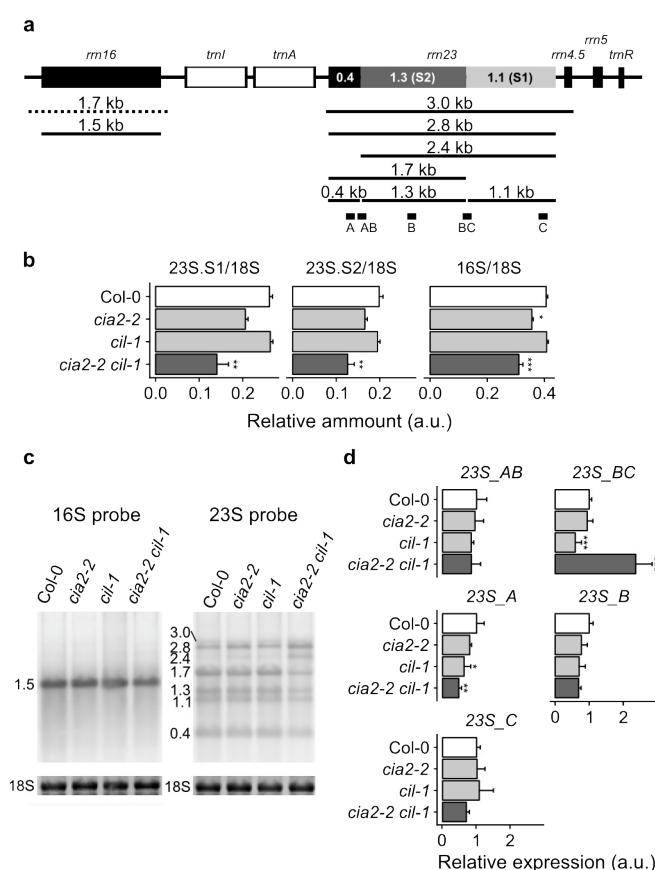 a
rrn5
rrn16 trnI trnA rrn23 rrn4.5 trnR
0.4 1.3 (S2) 1.1 (S1)
1.7 kb 3.0 kb
1.5 kb 2.8 kb
2.4 kb
1.7 kb
0.4 kb 1.3 kb 1.1 kb
A AB B BC C
b
23S.S1/18S 23S.S2/18S 16S/18S
Col-0
cia2-2 *
cil-1
cia2-2 cil-1 ** ** ***
0.0 0.1 0.2 0.0 0.1 0.2 0.0 0.2 0.4
Relative ammount (a.u.)
c
16S probe 23S probe
Col-0 cia2-2 cil-1 cia2-2 cil-1 Col-0 cia2-2 cil-1 cia2-2 cil-1
3.0
2.8
2.4
1.5 1.7
1.3
1.1
0.4
18S 18S
d
23S_AB 23S_BC
Col-0
cia2-2
cil-1 ***
cia2-2 cil-1
23S_A 23S_B
Col-0
cia2-2
cil-1 *
cia2-2 cil-1 **
0 1 2
23S_C
Col-0
cia2-2
cil-1
cia2-2 cil-1
0 1 2
Relative expression (a.u.)